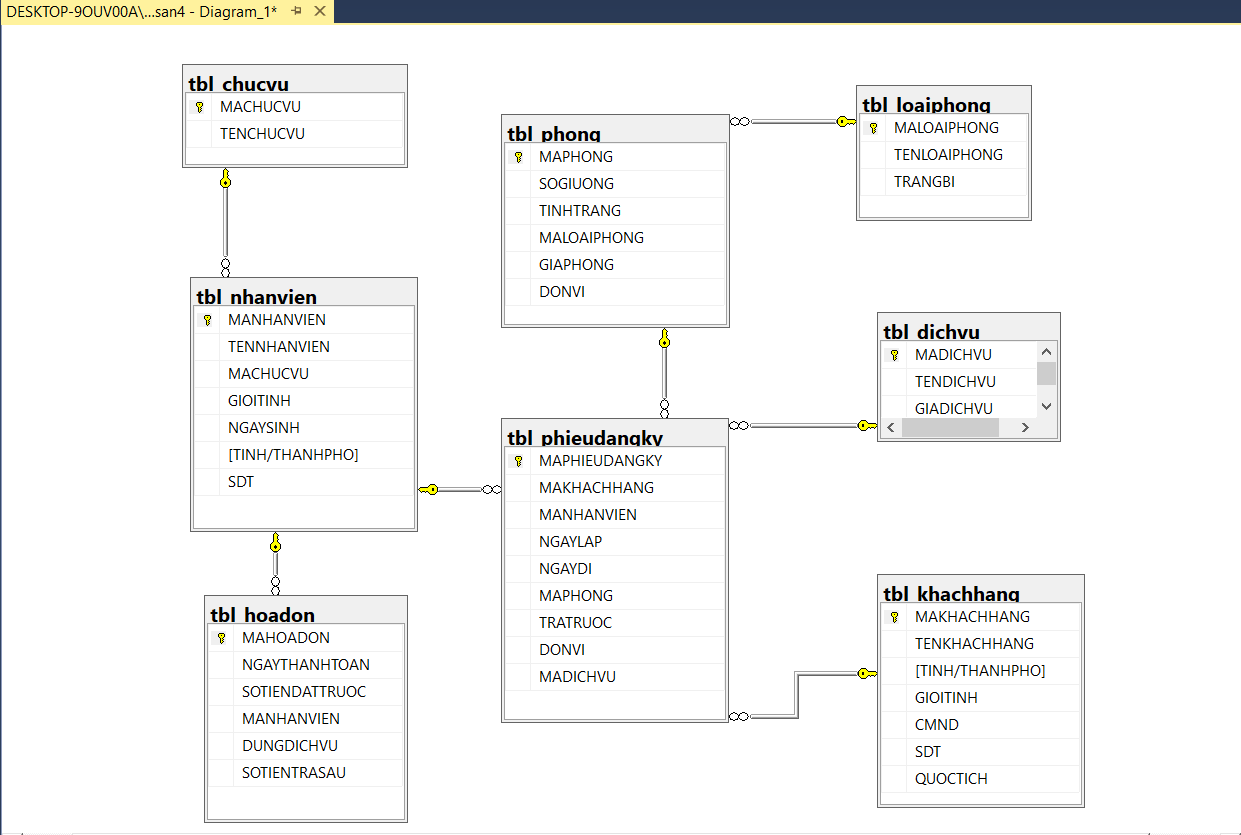 DESKTOP-9OUV00A\...san4 - Diagram_1*
tbl_chucvu
MACHUCVU
TENCHUCVU
tbl_nhanvien
MANHANVIEN
TENNHANVIEN
MACHUCVU
GIOITINH
NGAYSINH
[TINH/THANHPHO]
SDT
tbl_hoadon
MAHOADON
NGAYTHANHTOAN
SOTIENDATTRUOC
MANHANVIEN
DUNGDICHVU
SOTIENTRASAU
tbl_phong
MAPHONG
SOGIUONG
TINHTRANG
MALOAIPHONG
GIAPHONG
DONVI
tbl_phieudangky
MAPHIEUDANGKY
MAKHACHHANG
MANHANVIEN
NGAYLAP
NGAYDI
MAPHONG
TRATRUOC
DONVI
MADICHVU
tbl_loaiphong
MALOAIPHONG
TENLOAIPHONG
TRANGBI
tbl_dichvu
MADICHVU
TENDICHVU
GIADICHVU
tbl_khachhang
MAKHACHHANG
TENKHACHHANG
[TINH/THANHPHO]
GIOITINH
CMND
SDT
QUOCTICH